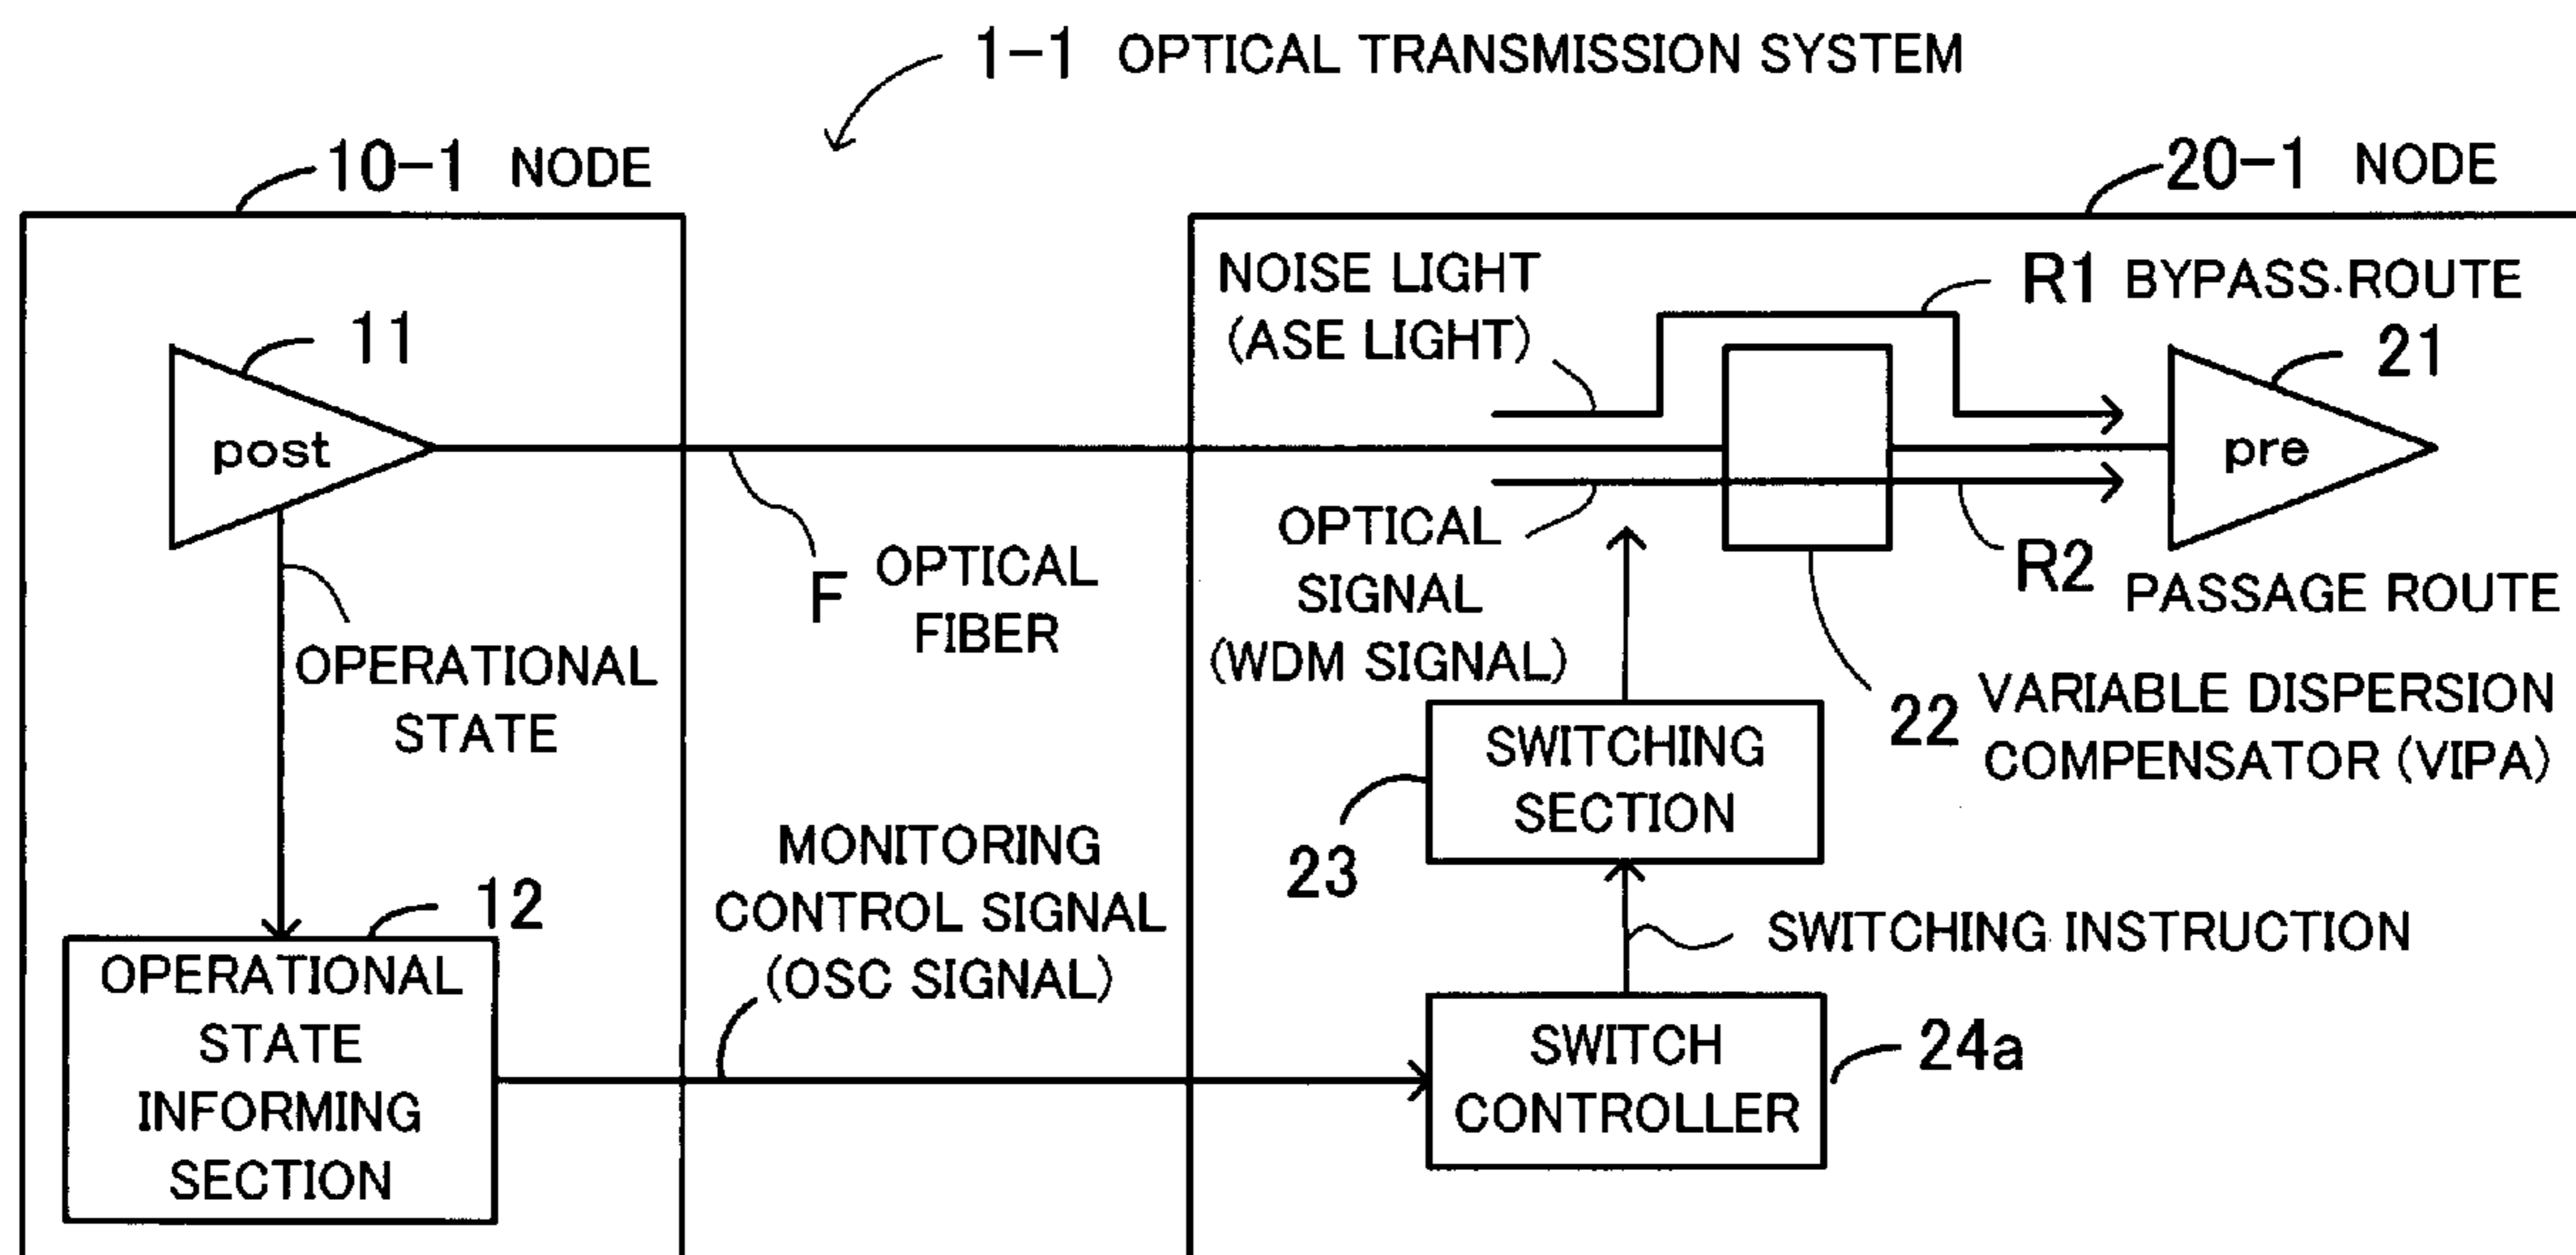 1-1 OPTICAL TRANSMISSION SYSTEM
10-1 NODE
20-1 NODE
NOISE LIGHT
(ASE LIGHT)
R1 BYPASS ROUTE
11
21
post
pre
OPTICAL
SIGNAL
(WDM SIGNAL)
R2 PASSAGE ROUTE
F OPTICAL
FIBER
OPERATIONAL
STATE
22 VARIABLE DISPERSION
COMPENSATOR (VIPA)
SWITCHING
SECTION
23
MONITORING
CONTROL SIGNAL
(OSC SIGNAL)
12
SWITCHING INSTRUCTION
OPERATIONAL
STATE
INFORMING
SECTION
SWITCH
CONTROLLER
24a